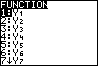 FUNCTION
1:Y₁
2:Y₂
3:Y₃
4:Y₄
5:Y₅
6:Y₆
7↓Y₇